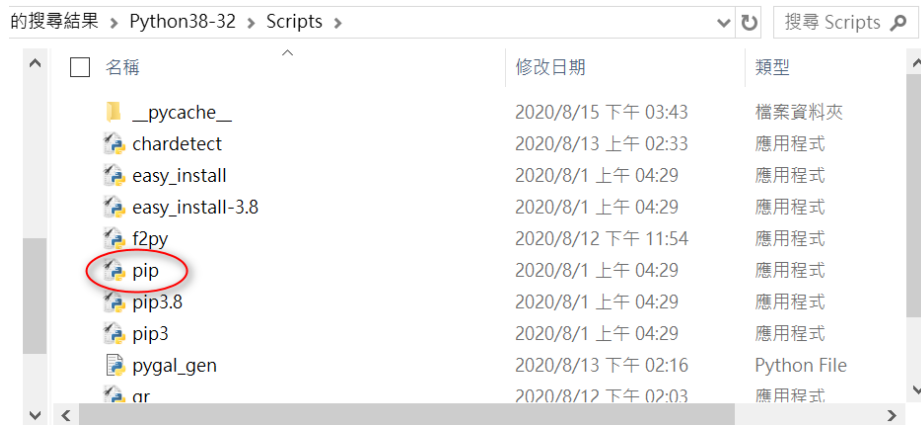 的搜尋結果 > Python38-32 > Scripts > 搜尋 Scripts
名稱 修改日期 類型
__pycache__ 2020/8/15 下午 03:43 檔案資料夾
chardetect 2020/8/13 上午 02:33 應用程式
easy_install 2020/8/1 上午 04:29 應用程式
easy_install-3.8 2020/8/1 上午 04:29 應用程式
f2py 2020/8/12 下午 11:54 應用程式
pip 2020/8/1 上午 04:29 應用程式
pip3.8 2020/8/1 上午 04:29 應用程式
pip3 2020/8/1 上午 04:29 應用程式
pygal_gen 2020/8/13 下午 02:16 Python File
qr 2020/8/12 下午 02:03 應用程式